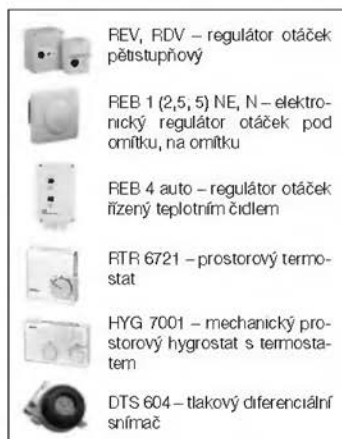 REV, RDV – regulátor otáček
pětistupňový
REB 1 (2,5, 5) NE, N – elektro-
nický regulátor otáček pod
omítku, na omítku
REB 4 auto – regulátor otáček
řízený teplotním čidlem
RTR 6721 – prostorový termo-
stat
HYG 7001 – mechanický pro-
storový hygrostat s termosta-
tem
DTS 604 – tlakový diferenciální
snímač